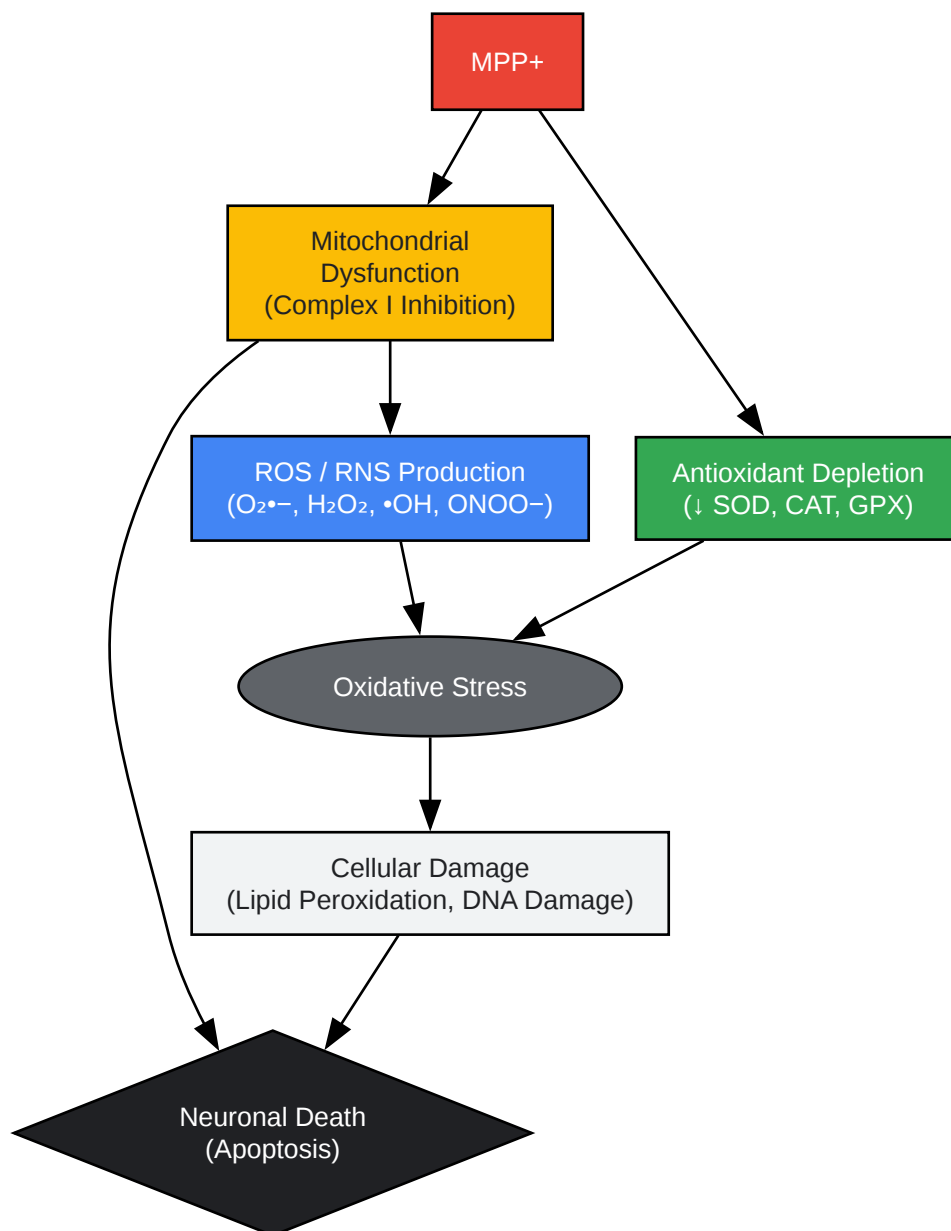 MPP+
Mitochondrial
Dysfunction
(Complex I Inhibition)
ROS / RNS Production
(O₂•−, H₂O₂, •OH, ONOO−)
Antioxidant Depletion
(↓ SOD, CAT, GPX)
Oxidative Stress
Cellular Damage
(Lipid Peroxidation, DNA Damage)
Neuronal Death
(Apoptosis)